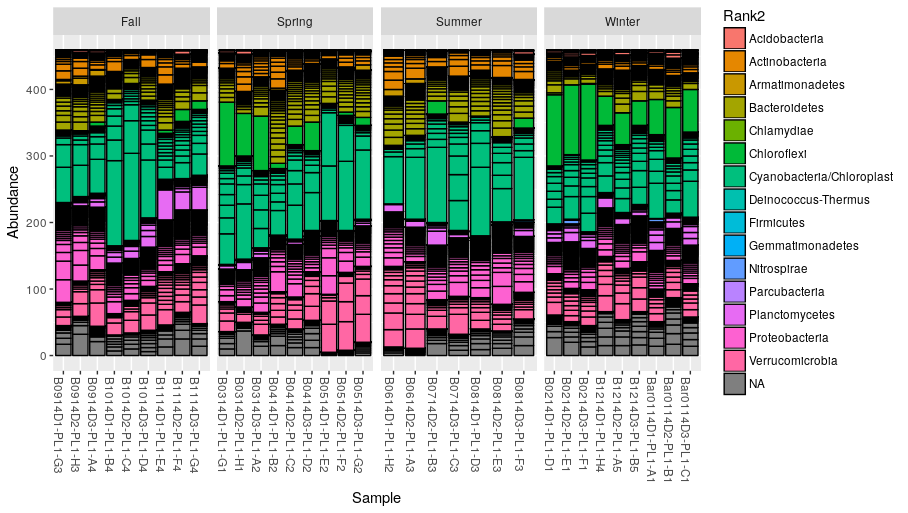 Fall
Spring
Summer
Winter
Abundance
400
300
200
100
0
B0914D1-PL1-G3
B0914D2-PL1-H3
B0914D3-PL1-A4
B1014D1-PL1-B4
B1014D2-PL1-C4
B1014D3-PL1-D4
B1114D1-PL1-E4
B1114D2-PL1-F4
B1114D3-PL1-G4
B0314D1-PL1-G1
B0314D2-PL1-H1
B0314D3-PL1-A2
B0414D1-PL1-B2
B0414D2-PL1-C2
B0414D3-PL1-D2
B0514D1-PL1-E2
B0514D2-PL1-F2
B0514D3-PL1-G2
B0614D1-PL1-H2
B0614D2-PL1-A3
B0714D2-PL1-B3
B0714D3-PL1-C3
B0814D1-PL1-D3
B0814D2-PL1-E3
B0814D3-PL1-F3
B0214D1-PL1-D1
B0214D2-PL1-E1
B0214D3-PL1-F1
B1214D1-PL1-H4
B1214D2-PL1-A5
B1214D3-PL1-B5
Bar0114D1-PL1-A1
Bar0114D2-PL1-B1
Bar0114D3-PL1-C1
Sample
Rank2
Acidobacteria
Actinobacteria
Armatimonadetes
Bacteroidetes
Chlamydiae
Chloroflexi
Cyanobacteria/Chloroplast
Deinococcus-Thermus
Firmicutes
Gemmatimonadetes
Nitrospirae
Parcubacteria
Planctomycetes
Proteobacteria
Verrucomicrobia
NA